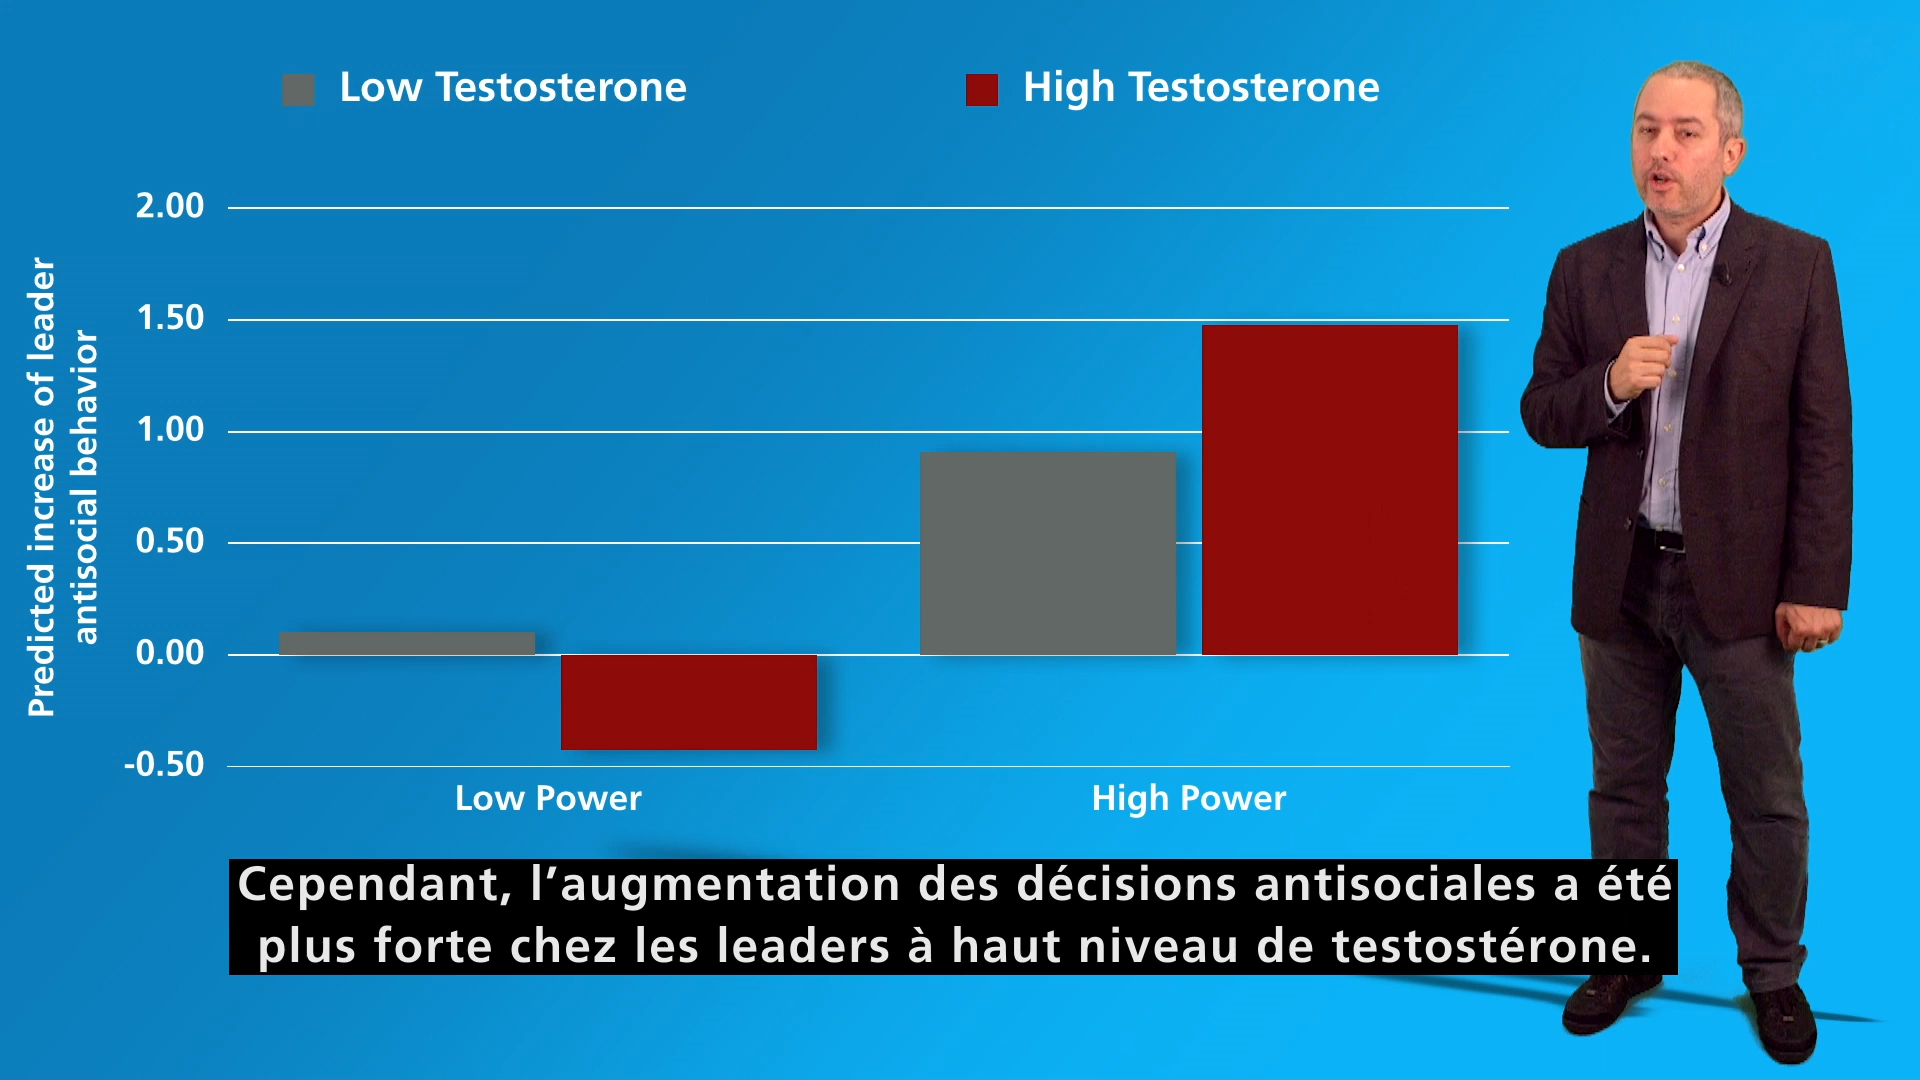 Low Testosterone
High Testosterone
Predicted increase of leader
antisocial behavior
2.00
1.50
1.00
0.50
0.00
-0.50
Low Power
High Power
Cependant, l’augmentation des décisions antisociales a été
plus forte chez les leaders à haut niveau de testostérone.